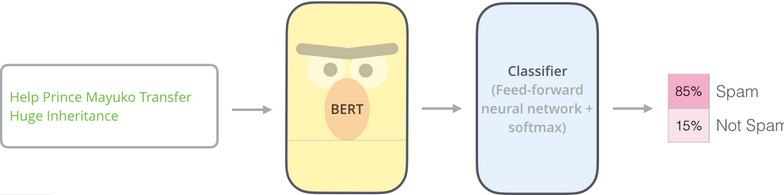 Help Prince Mayuko Transfer
Huge Inheritance
BERT
Classifier
(Feed-forward
neural network +
softmax)
85% Spam
15% Not Spam